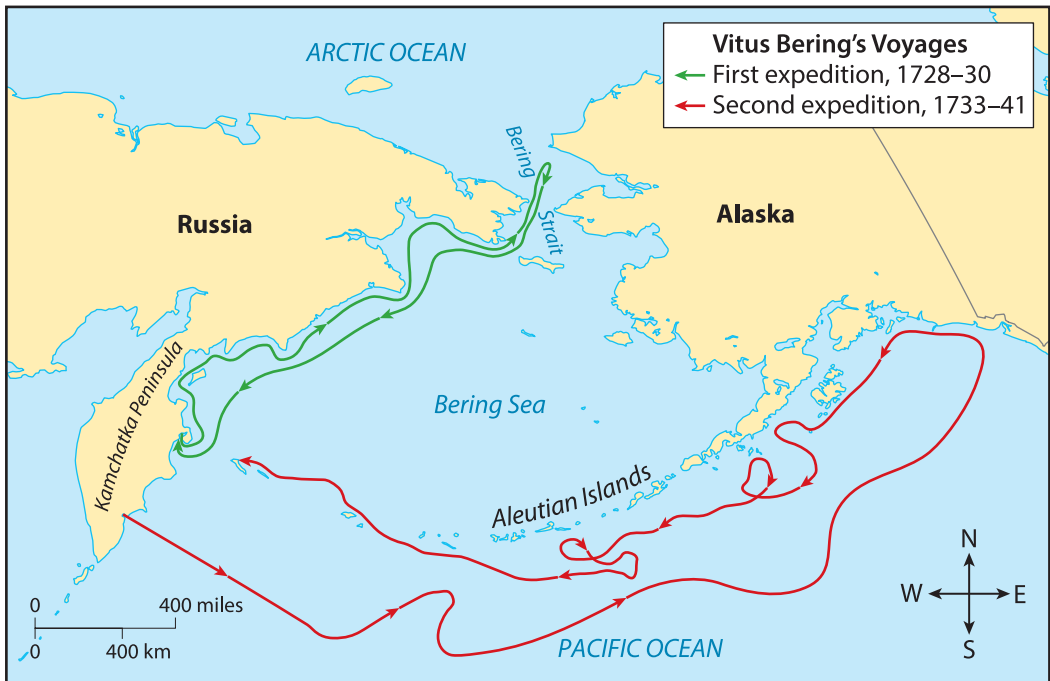 Vitus Bering's Voyages
First expedition, 1728–30
Second expedition, 1733–41
ARCTIC OCEAN
Bering
Strait
Russia
Alaska
Kamchatka Peninsula
Bering Sea
Aleutian Islands
PACIFIC OCEAN
0 400 miles
0 400 km
N
W E
S